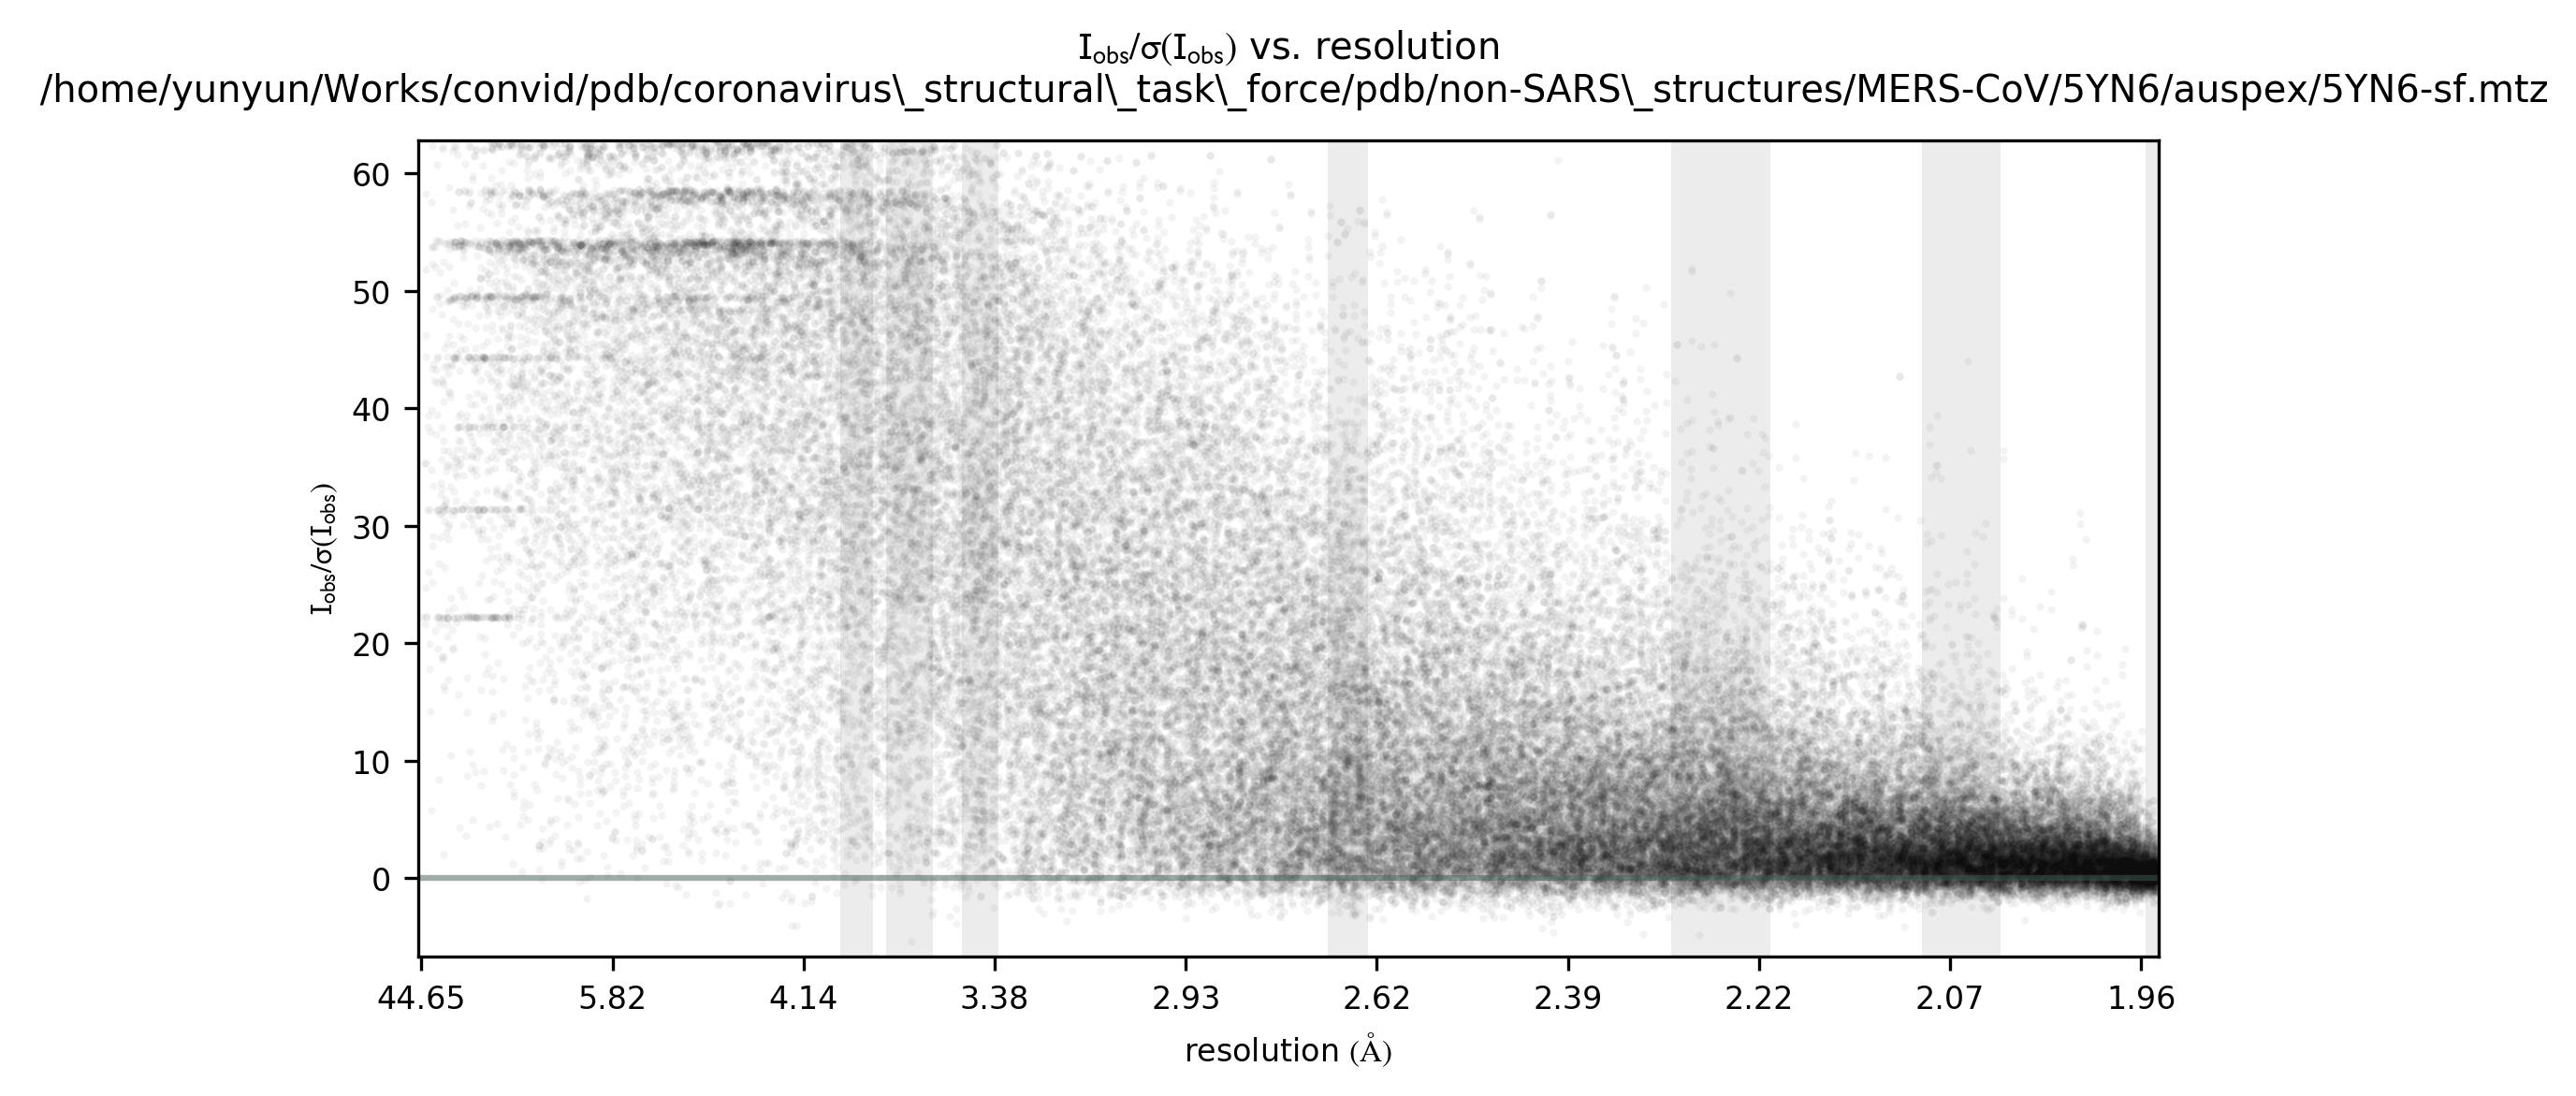 Iobs/σ(Iobs) vs. resolution
/home/yunyun/Works/convid/pdb/coronavirus\_structural\_task\_force/pdb/non-SARS\_structures/MERS-CoV/5YN6/auspex/5YN6-sf.mtz
60
50
40
30
20
10
0
Iobs/σ(Iobs)
44.65 5.82 4.14 3.38 2.93 2.62 2.39 2.22 2.07 1.96
resolution (Å)